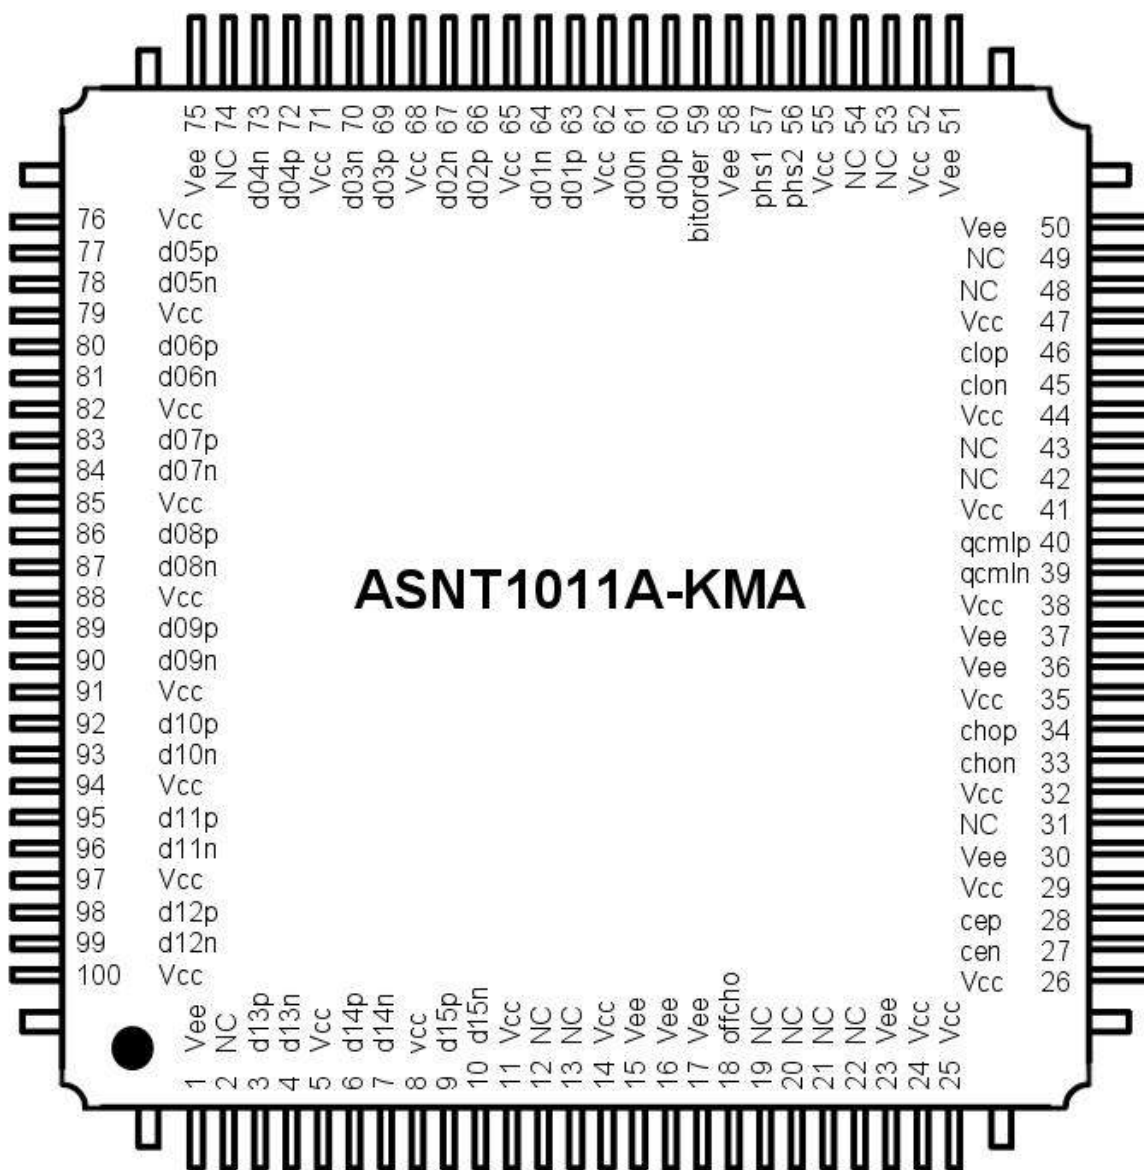 75 74 73 72 71 70 69 68 67 66 65 64 63 62 61 60 59 58 57 56 55 54 53 52 51
Vee NC d04n d04p Vcc d03n d03p Vcc d02n d02p Vcc d01n d01p Vcc d00n d00p bitorder Vee phs1 phs2 Vcc NC NC Vcc Vee
76 Vcc
77 d05p
78 d05n
79 Vcc
80 d06p
81 d06n
82 Vcc
83 d07p
84 d07n
85 Vcc
86 d08p
87 d08n
88 Vcc
89 d09p
90 d09n
91 Vcc
92 d10p
93 d10n
94 Vcc
95 d11p
96 d11n
97 Vcc
98 d12p
99 d12n
100 Vcc
ASNT1011A-KMA
Vee 50
NC 49
NC 48
Vcc 47
clop 46
clon 45
Vcc 44
NC 43
NC 42
Vcc 41
qcmlp 40
qcmln 39
Vcc 38
Vee 37
Vee 36
Vcc 35
chop 34
chon 33
Vcc 32
NC 31
Vee 30
Vcc 29
cep 28
cen 27
Vcc 26
Vee NC d13p d13n Vcc d14p d14n vcc d15p d15n Vcc NC NC Vcc Vee Vee Vee offcho NC NC NC NC Vee Vcc Vcc
1 2 3 4 5 6 7 8 9 10 11 12 13 14 15 16 17 18 19 20 21 22 23 24 25